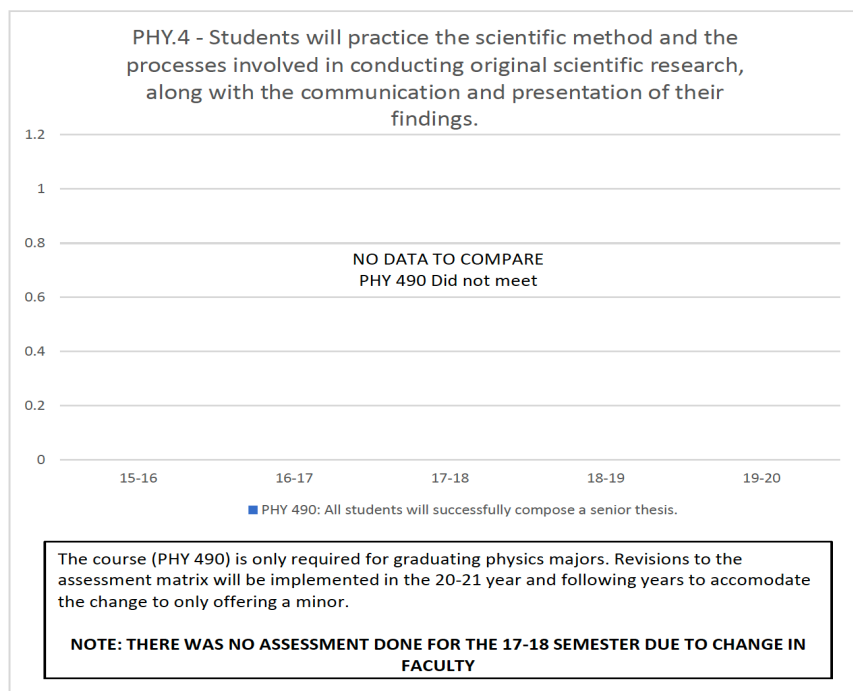 PHY.4 - Students will practice the scientific method and the
processes involved in conducting original scientific research,
along with the communication and presentation of their
findings.
1.2
1
0.8
NO DATA TO COMPARE
PHY 490 Did not meet
0.6
0.4
0.2
0
15-16 16-17 17-18 18-19 19-20
PHY 490: All students will successfully compose a senior thesis.
The course (PHY 490) is only required for graduating physics majors. Revisions to the
assessment matrix will be implemented in the 20-21 year and following years to accomodate
the change to only offering a minor.
NOTE: THERE WAS NO ASSESSMENT DONE FOR THE 17-18 SEMESTER DUE TO CHANGE IN
FACULTY